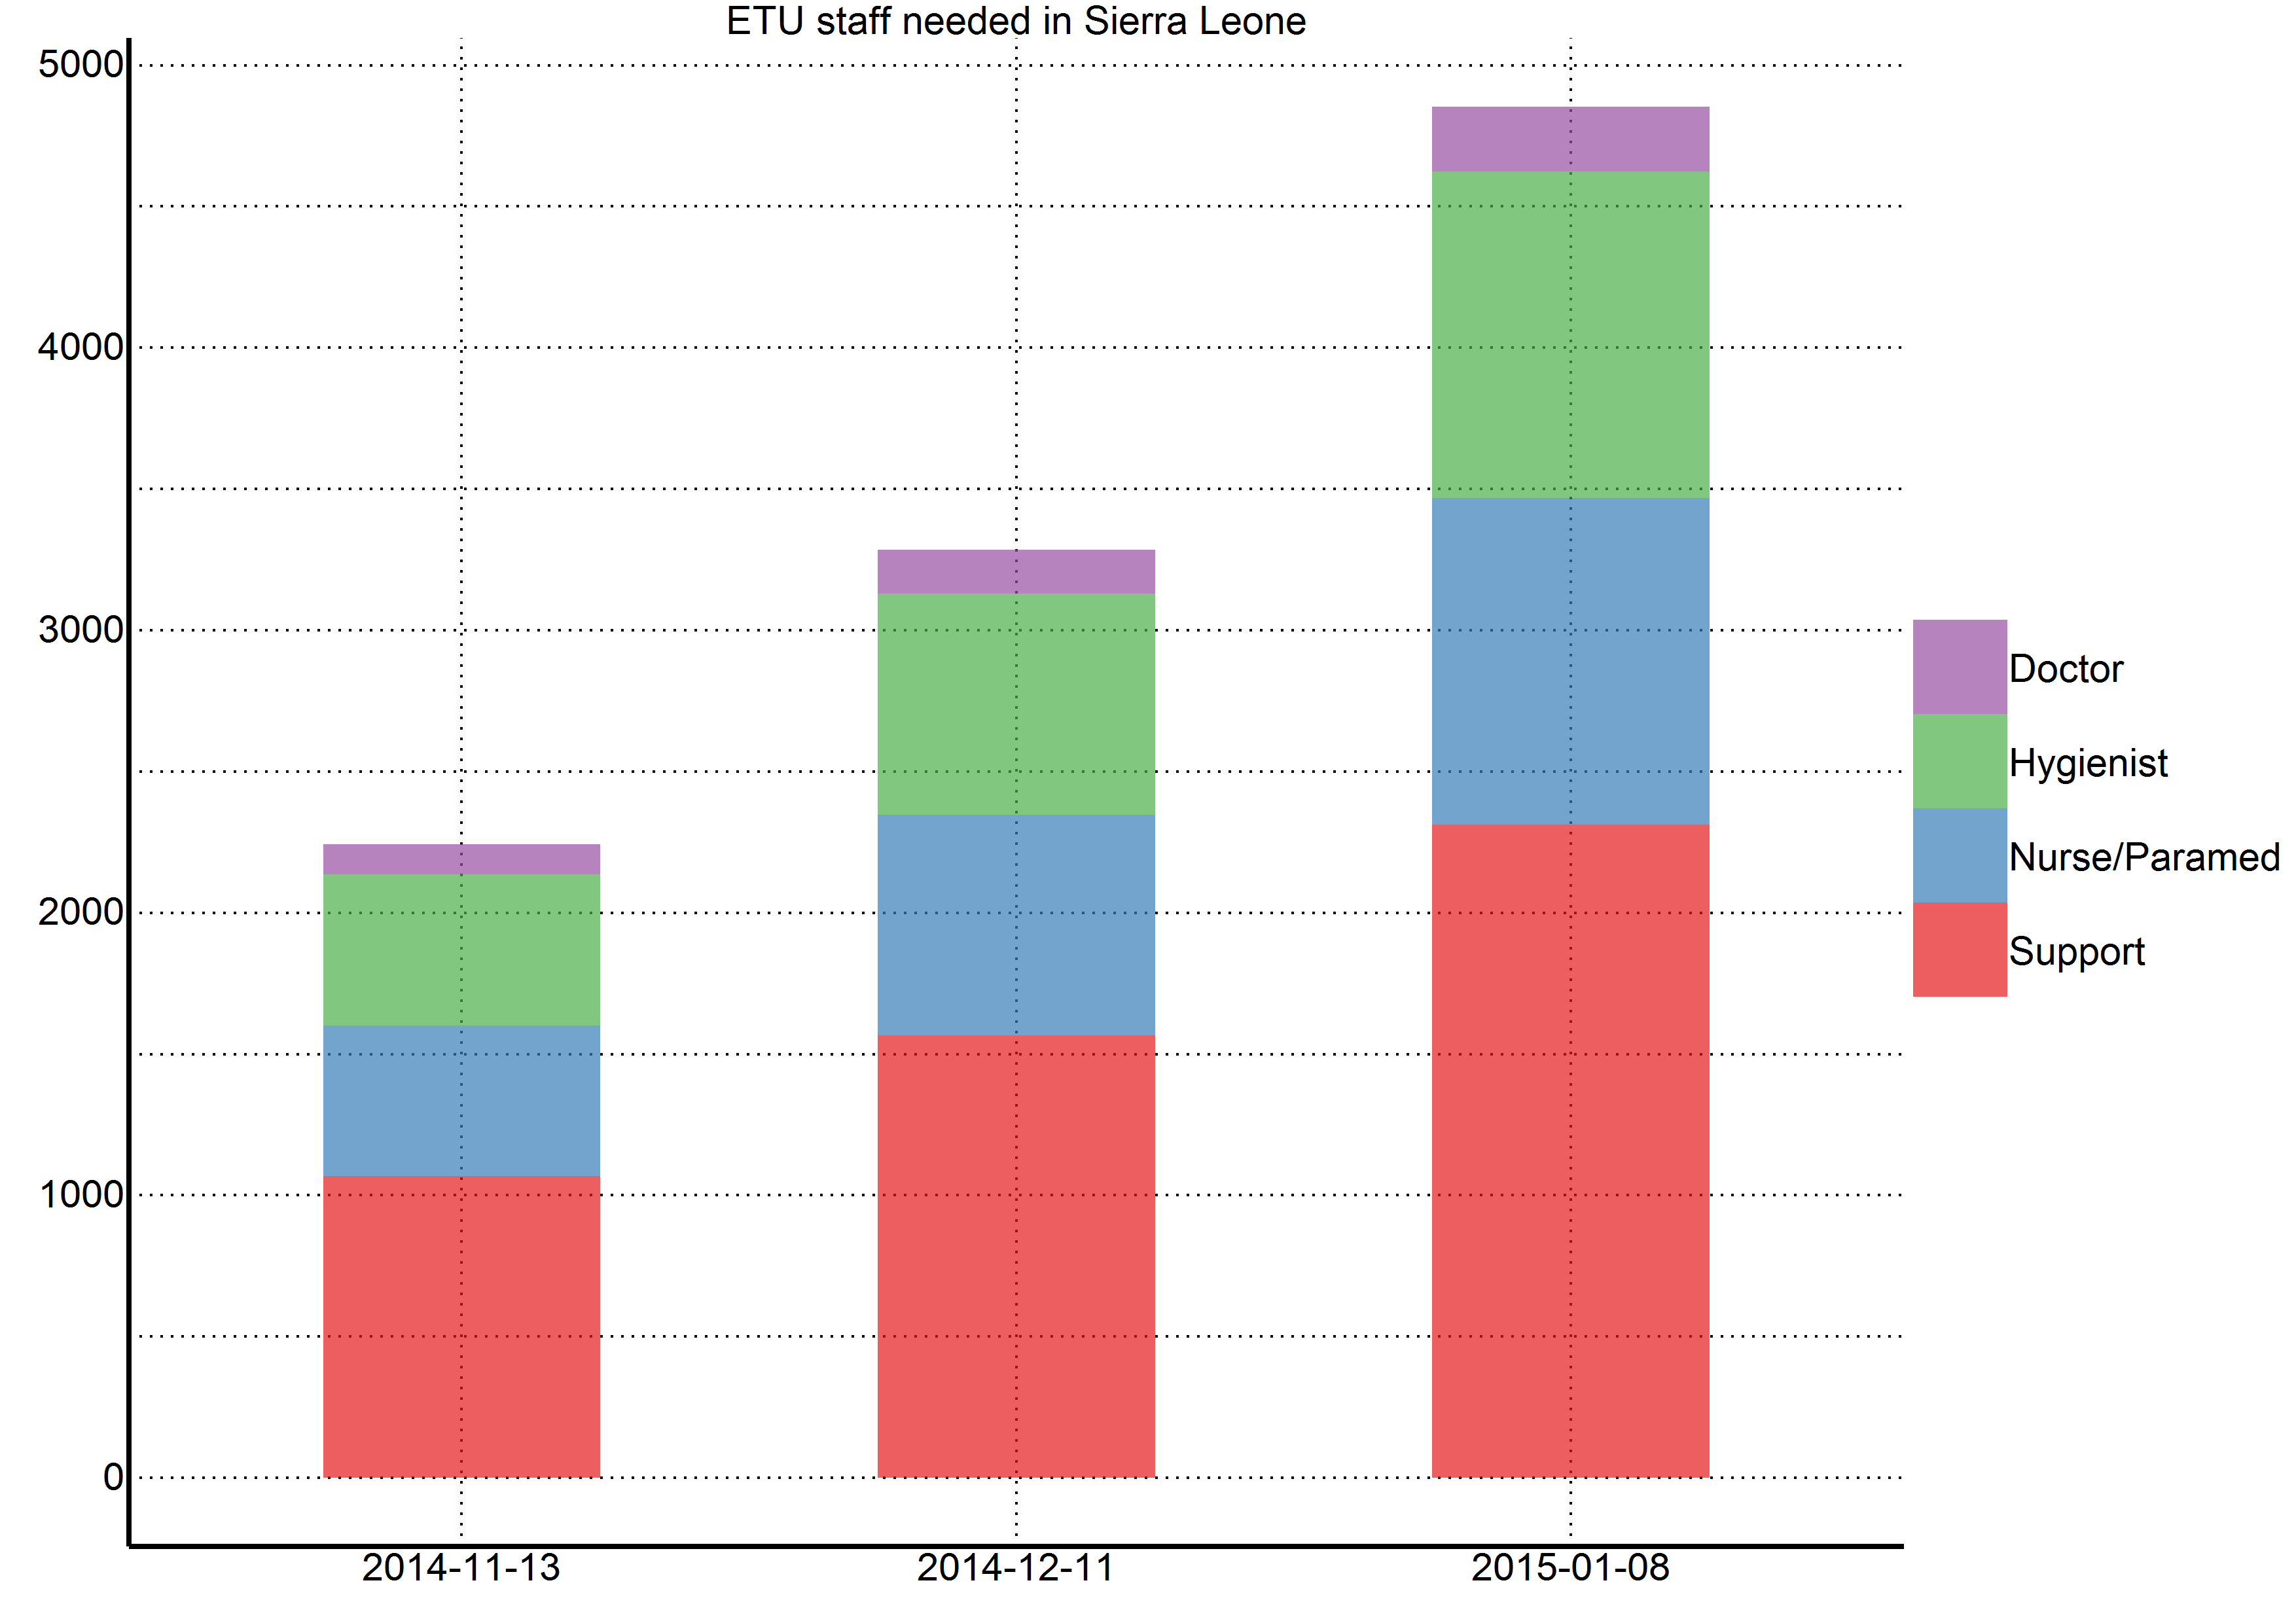 ETU staff needed in Sierra Leone
5000
4000
3000
2000
1000
0
2014-11-13
2014-12-11
2015-01-08
Doctor
Hygienist
Nurse/Paramed
Support